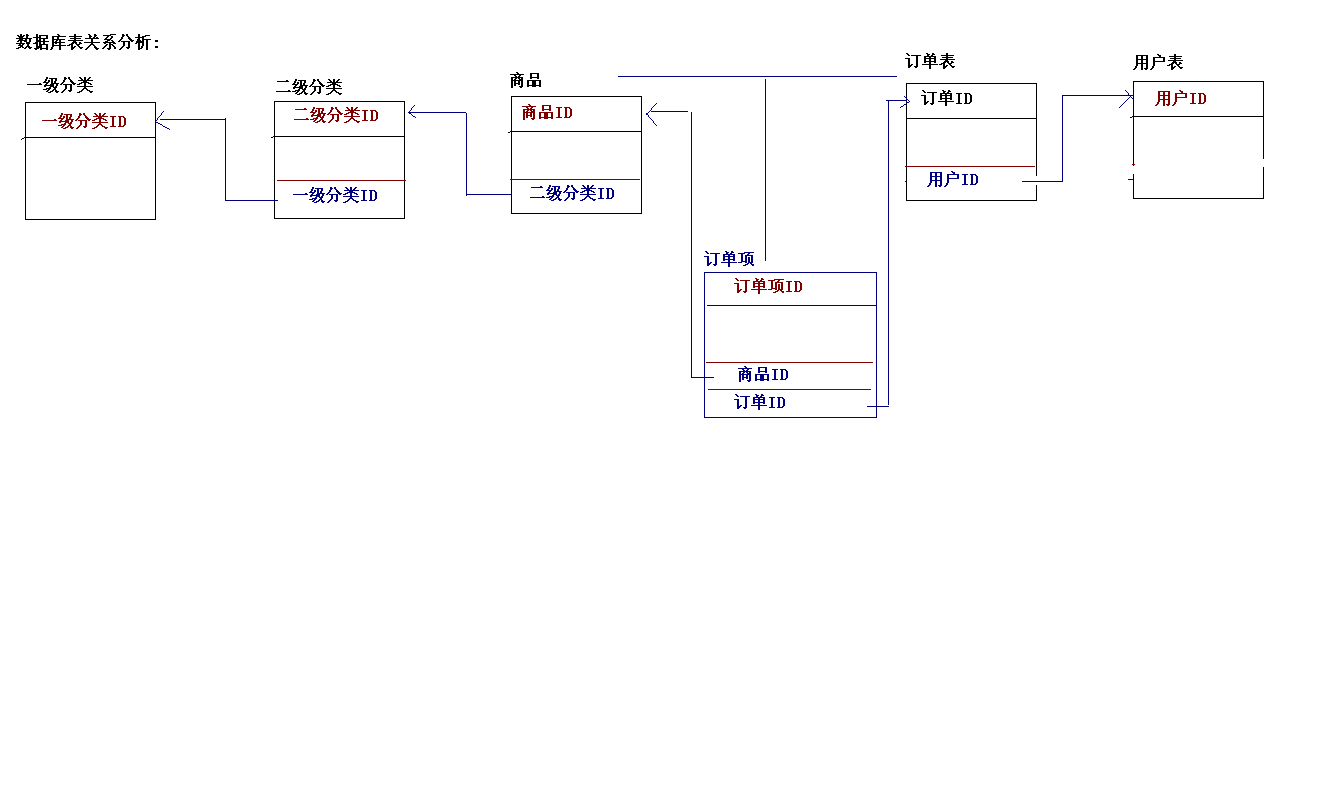 数据库表关系分析:
一级分类
一级分类ID
二级分类
二级分类ID
一级分类ID
商品
商品ID
二级分类ID
订单项
订单项ID
商品ID
订单ID
订单表
订单ID
用户ID
用户表
用户ID